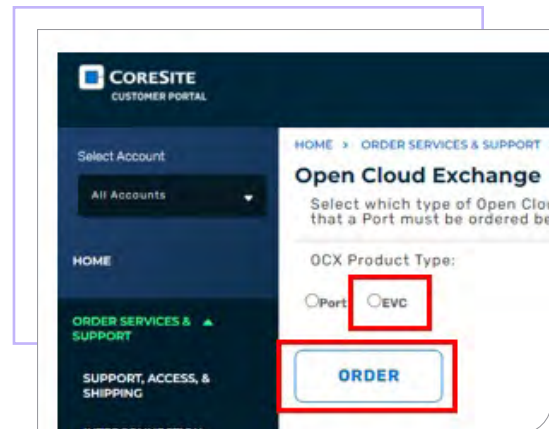 CORESITE
CUSTOMER PORTAL
Select Account
All Accounts
HOME
ORDER SERVICES &
SUPPORT
SUPPORT, ACCESS, &
SHIPPING
HOME > ORDER SERVICES & SUPPORT
Open Cloud Exchange
Select which type of Open Clou
that a Port must be ordered be
OCX Product Type:
Port
EVC
ORDER